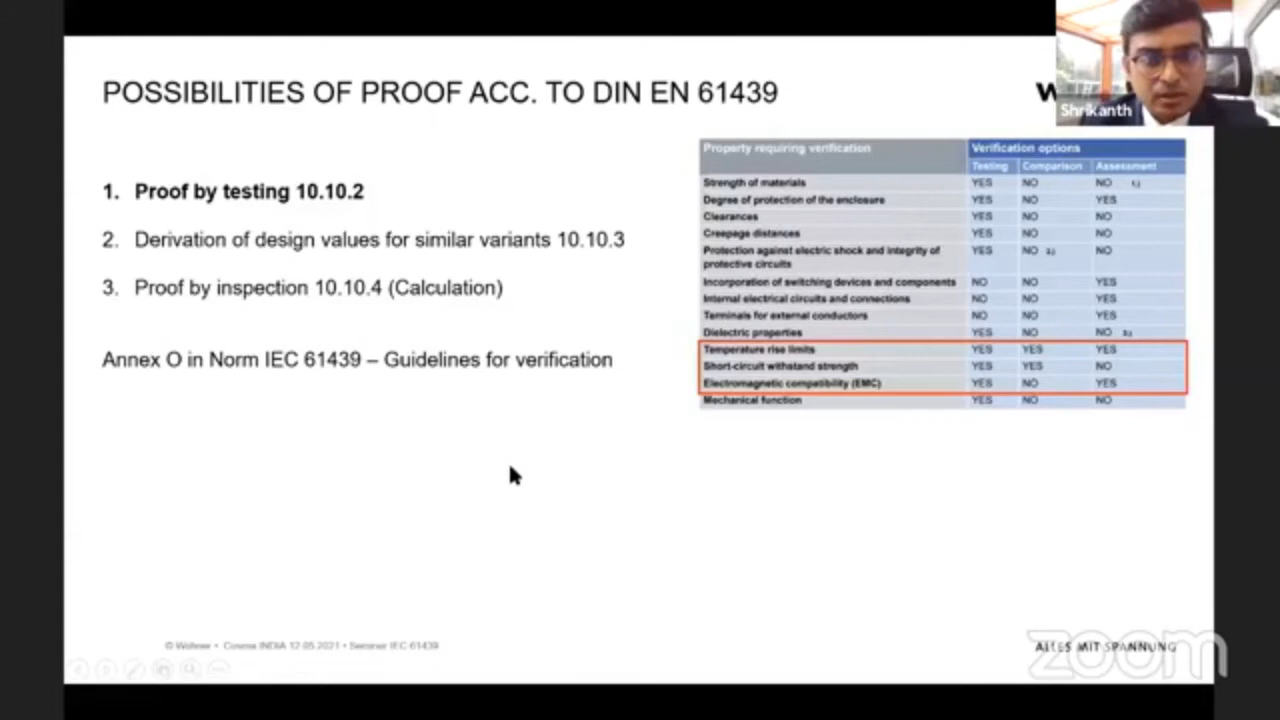 POSSIBILITIES OF PROOF ACC. TO DIN EN 61439
W
Shrikanth
1. Proof by testing 10.10.2
2. Derivation of design values for similar variants 10.10.3
3. Proof by inspection 10.10.4 (Calculation)
Annex O in Norm IEC 61439 – Guidelines for verification
Property requiring verification Verification options
Testing Comparison Assessment
Strength of materials YES NO NO 1.)
Degree of protection of the enclosure YES NO YES
Clearances YES NO NO
Creepage distances YES NO NO
Protection against electric shock and integrity of YES NO 2.) NO
protective circuits
Incorporation of switching devices and components NO NO YES
Internal electrical circuits and connections NO NO YES
Terminals for external conductors NO NO YES
Dielectric properties YES NO NO 3.)
Temperature rise limits YES YES YES
Short-circuit withstand strength YES YES NO
Electromagnetic compatibility (EMC) YES NO YES
Mechanical function YES NO NO
© Wöhner • Cosma INDIA 12.05.2021 • Seminar IEC 61439
ALLES MIT SPANNUNG
zoom